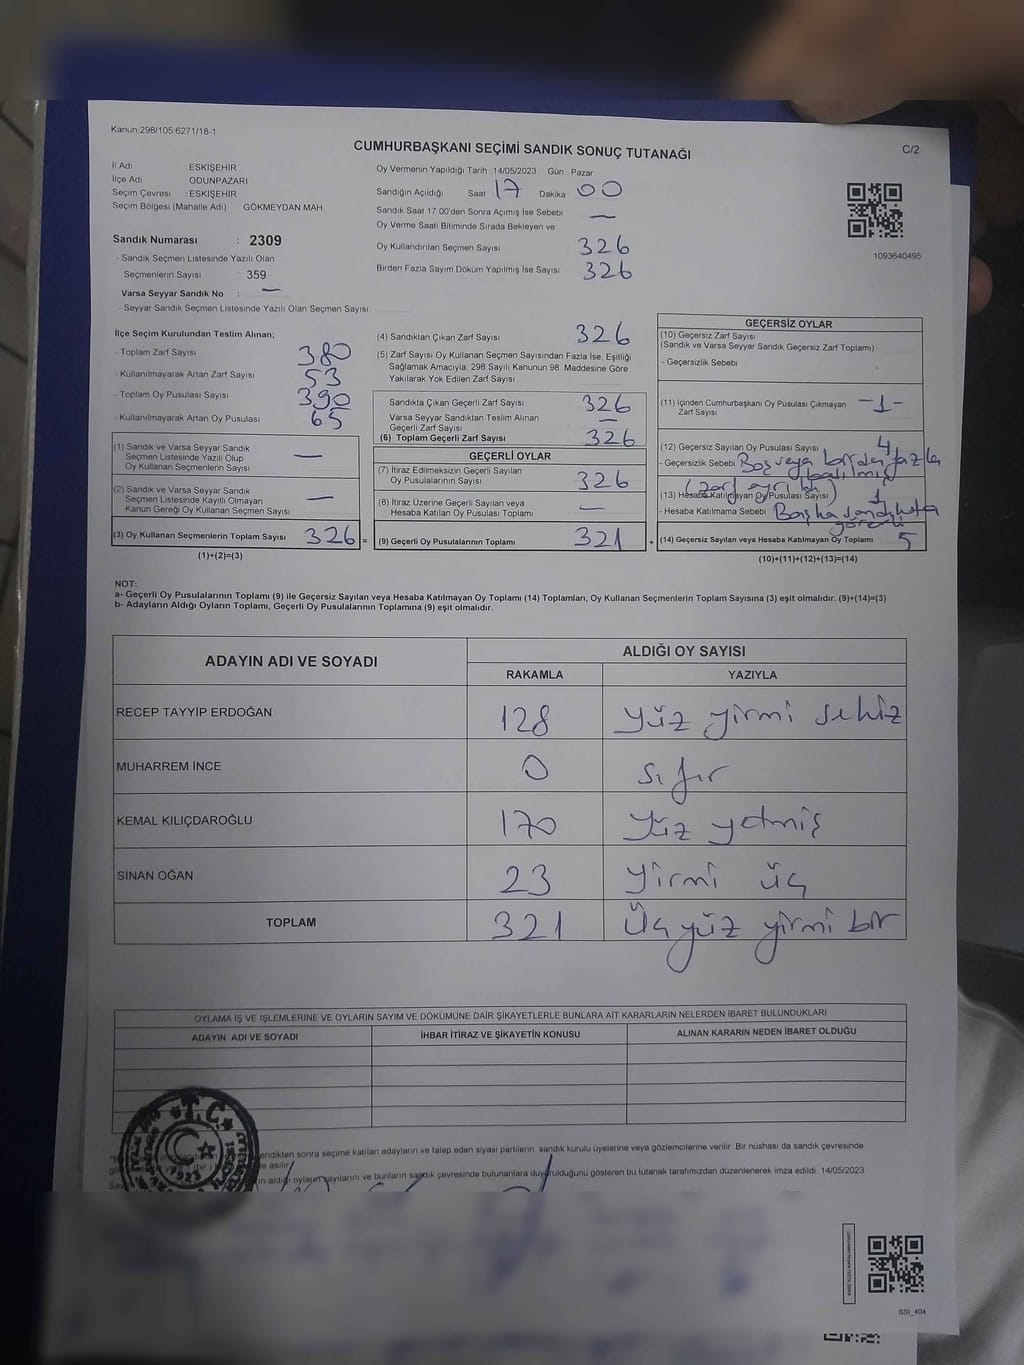 Kanun;298/105;6271/18-1
CUMHURBAŞKANI SEÇİMİ SANDIK SONUÇ TUTANAĞI
C/2
İl Adı ESKİŞEHİR
İlçe Adı ODUNPAZARI
Seçim Çevresi : ESKİŞEHİR
Seçim Bölgesi (Mahalle Adı) GÖKMEYDAN MAH.
Sandık Numarası : 2309
- Sandık Seçmen Listesinde Yazılı Olan
Seçmenlerin Sayısı : 359
Varsa Seyyar Sandık No : —
- Seyyar Sandık Seçmen Listesinde Yazılı Olan Seçmen Sayısı:
Oy Vermenin Yapıldığı Tarih 14/05/2023 Gün Pazar
Sandığın Açıldığı Saat 17 Dakika 00
Sandık Saat 17:00'den Sonra Açımış İse Sebebi —
Oy Verme Saati Bitiminde Sırada Bekleyen ve
Oy Kullandırılan Seçmen Sayısı 326
Birden Fazla Sayım Döküm Yapılmış İse Sayısı 326
1093640495
İlçe Seçim Kurulundan Teslim Alınan;
- Toplam Zarf Sayısı 380
- Kullanılmayarak Artan Zarf Sayısı 53
- Toplam Oy Pusulası Sayısı 390
- Kullanılmayarak Artan Oy Pusulası 65
(1) Sandık ve Varsa Seyyar Sandık
Seçmen Listesinde Yazılı Olup
Oy Kullanan Seçmenlerin Sayısı —
(2) Sandık ve Varsa Seyyar Sandık
Seçmen Listesinde Kayıtlı Olmayan
Kanun Gereği Oy Kullanan Seçmen Sayısı —
(3) Oy Kullanan Seçmenlerin Toplam Sayısı 326 =
(1)+(2)=(3)
(4) Sandıktan Çıkan Zarf Sayısı 326
(5) Zarf Sayısı Oy Kullanan Seçmen Sayısından Fazla İse, Eşitliği
Sağlamak Amacıyla; 298 Sayılı Kanunun 98. Maddesine Göre
Yakılarak Yok Edilen Zarf Sayısı
Sandıkta Çıkan Geçerli Zarf Sayısı 326
Varsa Seyyar Sandıktan Teslim Alınan
Geçerli Zarf Sayısı —
(6) Toplam Geçerli Zarf Sayısı 326
GEÇERLİ OYLAR
(7) İtiraz Edilmeksizin Geçerli Sayılan
Oy Pusulalarının Sayısı 326
(8) İtiraz Üzerine Geçerli Sayılan veya
Hesaba Katılan Oy Pusulası Toplamı —
(9) Geçerli Oy Pusulalarının Toplamı 321 +
GEÇERSİZ OYLAR
(10) Geçersiz Zarf Sayısı
(Sandık ve Varsa Seyyar Sandık Geçersiz Zarf Toplamı)
- Geçersizlik Sebebi
(11) İçinden Cumhurbaşkanı Oy Pusulası Çıkmayan
Zarf Sayısı -1-
(12) Geçersiz Sayılan Oy Pusulası Sayısı 4
- Geçersizlik Sebebi Boş veya birden fazla
(13) Hesaba Katılmayan Oy Pusulası Sayısı 1
- Hesaba Katılmama Sebebi Başka sandıkta
(14) Geçersiz Sayılan veya Hesaba Katılmayan Oy Toplamı 5
(10)+(11)+(12)+(13)=(14)
NOT:
a- Geçerli Oy Pusulalarının Toplamı (9) ile Geçersiz Sayılan veya Hesaba Katılmayan Oy Toplamı (14) Toplamları, Oy Kullanan Seçmenlerin Toplam Sayısına (3) eşit olmalıdır. (9)+(14)=(3)
b- Adayların Aldığı Oyların Toplamı, Geçerli Oy Pusulalarının Toplamına (9) eşit olmalıdır.
ADAYIN ADI VE SOYADI ALDIĞI OY SAYISI
RAKAMLA YAZIYLA
RECEP TAYYİP ERDOĞAN 128 Yüz yirmi sekiz
MUHARREM İNCE 0 sıfır
KEMAL KILIÇDAROĞLU 170 Yüz yetmiş
SİNAN OĞAN 23 Yirmi üç
TOPLAM 321 Üçyüz yirmi bir
OYLAMA İŞ VE İŞLEMLERİNE VE OYLARIN SAYIM VE DÖKÜMÜNE DAİR ŞİKAYETLERLE BUNLARA AİT KARARLARIN NELERDEN İBARET BULUNDUKLARI
ADAYIN ADI VE SOYADI İHBAR İTİRAZ VE ŞİKAYETİN KONUSU ALINAN KARARIN NEDEN İBARET OLDUĞU
T.C.
endikten sonra seçime katılan adayların ve talep eden siyasi partilerin sandık kurulu üyelerine veya gözlemcilerine verilir. Bir nüshası da sandık çevresinde
asılır.
ın aldığı oyların sayılarını ve bunların sandık çevresinde bulunanlara duyurulduğunu gösteren bu tutanak tarafımızdan düzenlenerek imza edildi. 14/05/2023
SSI_404